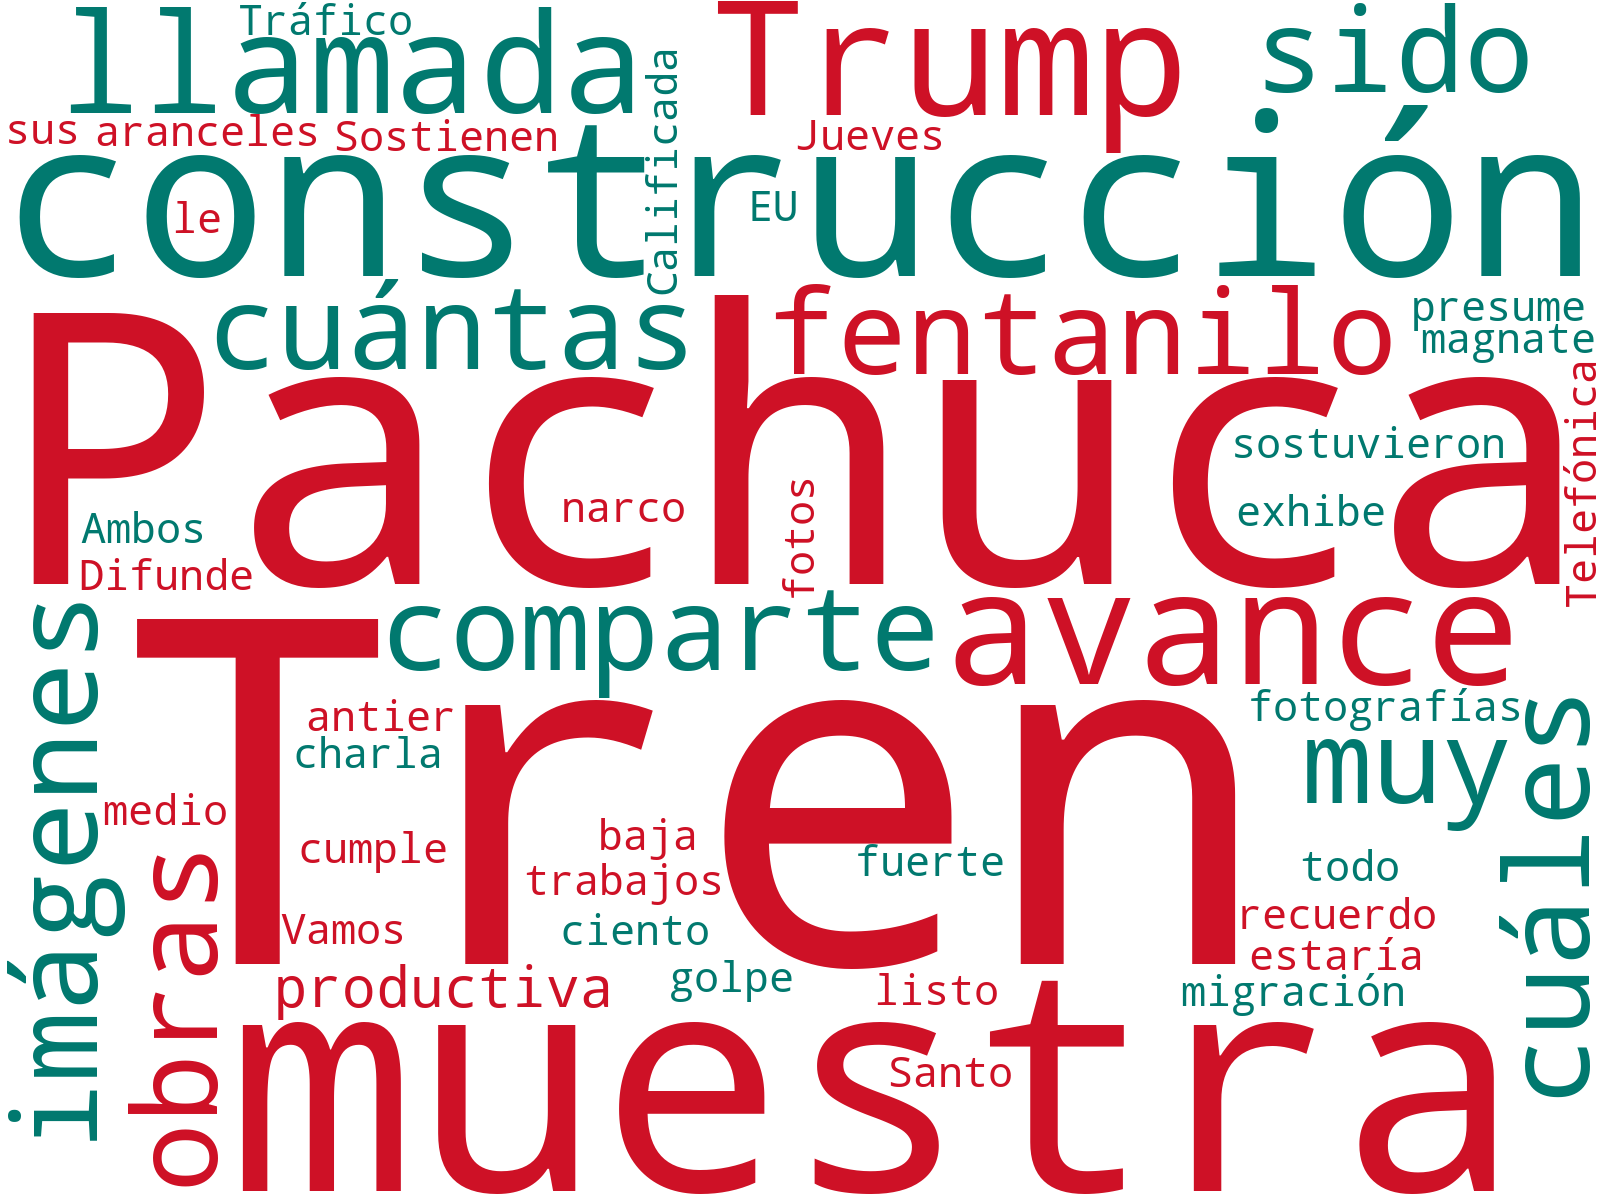 Tráfico
llamada
Trump
sido
sus
aranceles
Sostienen
Calificada
Jueves
construcción
le
EU
cuántas
fentanilo
presume
magnate
Pachuca
Telefónica
sostuvieron
narco
fotos
exhibe
Ambos
Difunde
imágenes
comparte
avance
Tren
antier
charla
fotografías
muy
cuáles
medio
cumple
baja
trabajos
fuerte
todo
obras
Vamos
ciento
recuerdo
estaría
productiva
golpe
listo
migración
muestra
Santo